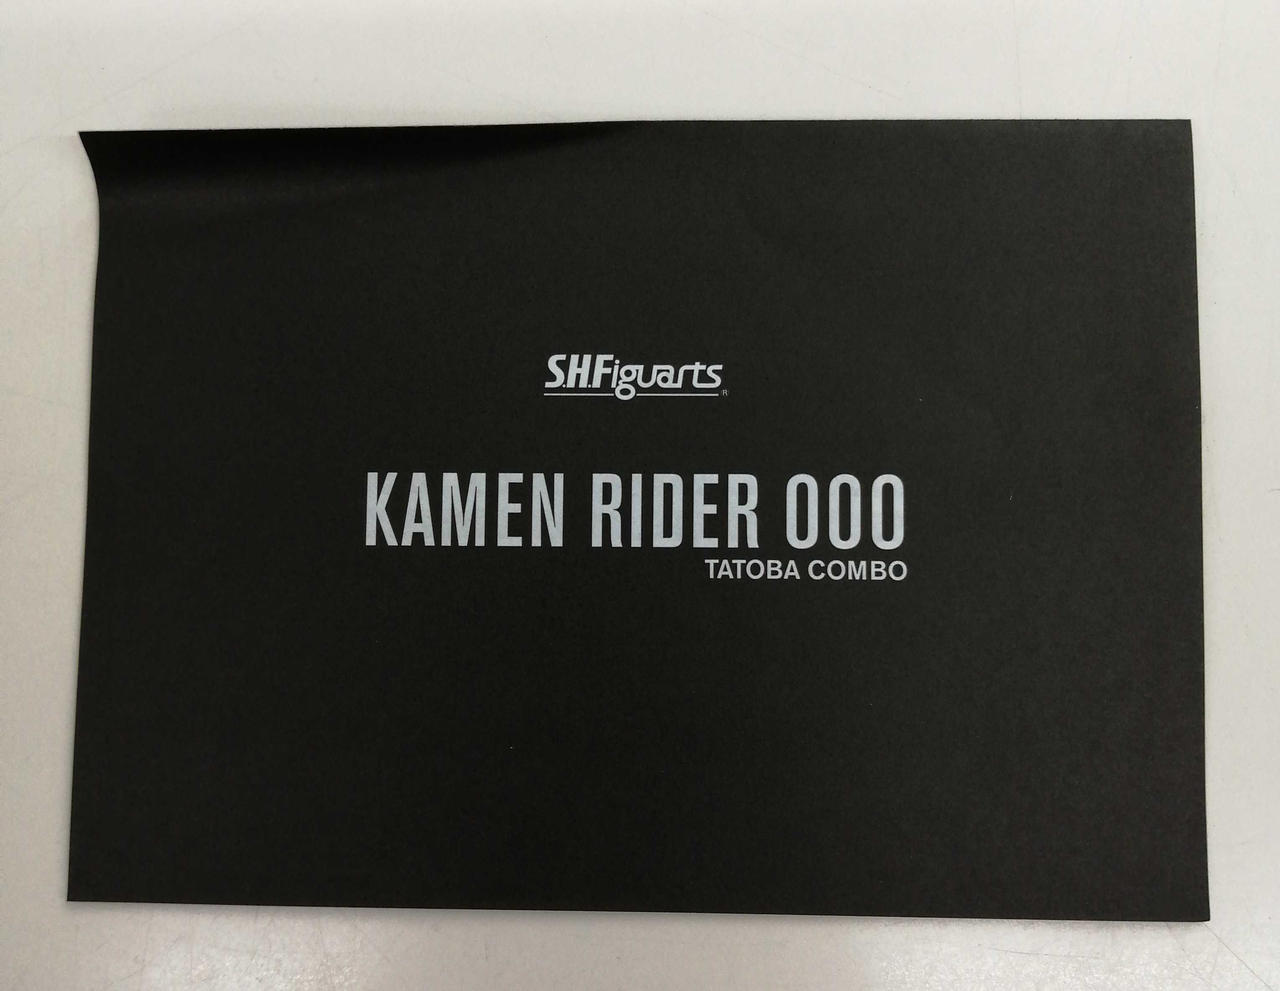 S.H.Figuarts®
KAMEN RIDER OOO
TATOBA COMBO